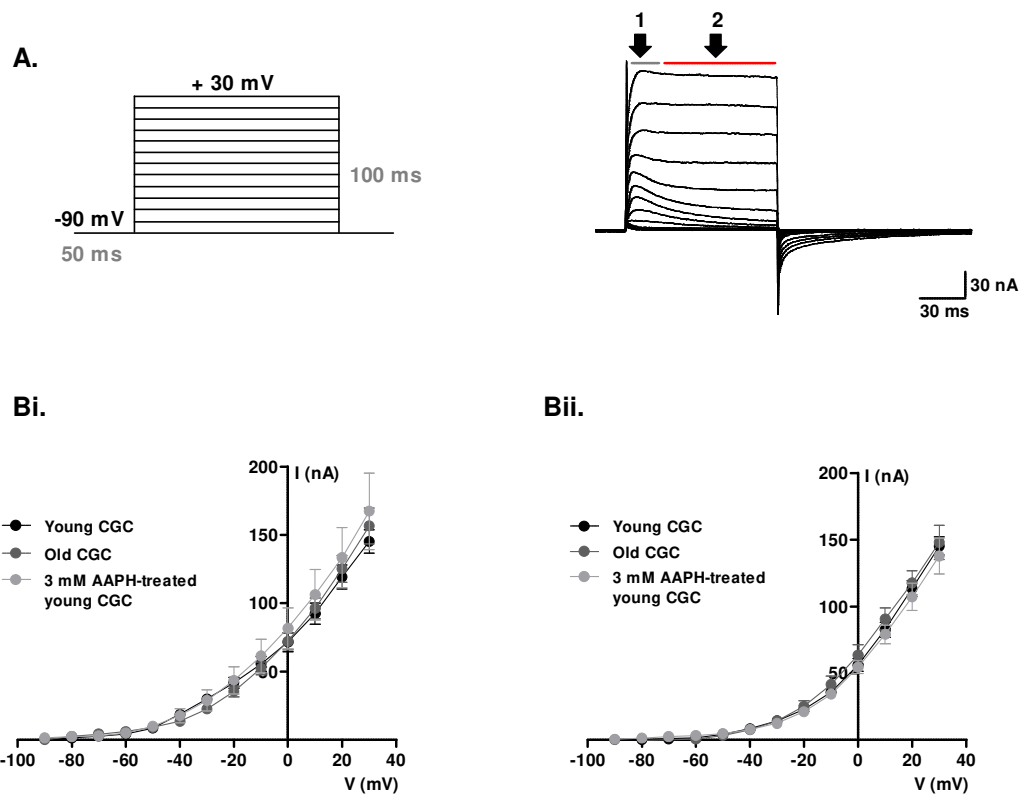 A.
+ 30 mV
100 ms
-90 mV
50 ms
1 2
30 nA
30 ms
Bi.
200
I (nA)
150
100
50
Young CGC
Old CGC
3 mM AAPH-treated
young CGC
-100 -80 -60 -40 -20 0 20 40
V (mV)
Bii.
200
I (nA)
150
100
50
Young CGC
Old CGC
3 mM AAPH-treated
young CGC
-100 -80 -60 -40 -20 0 20 40
V (mV)